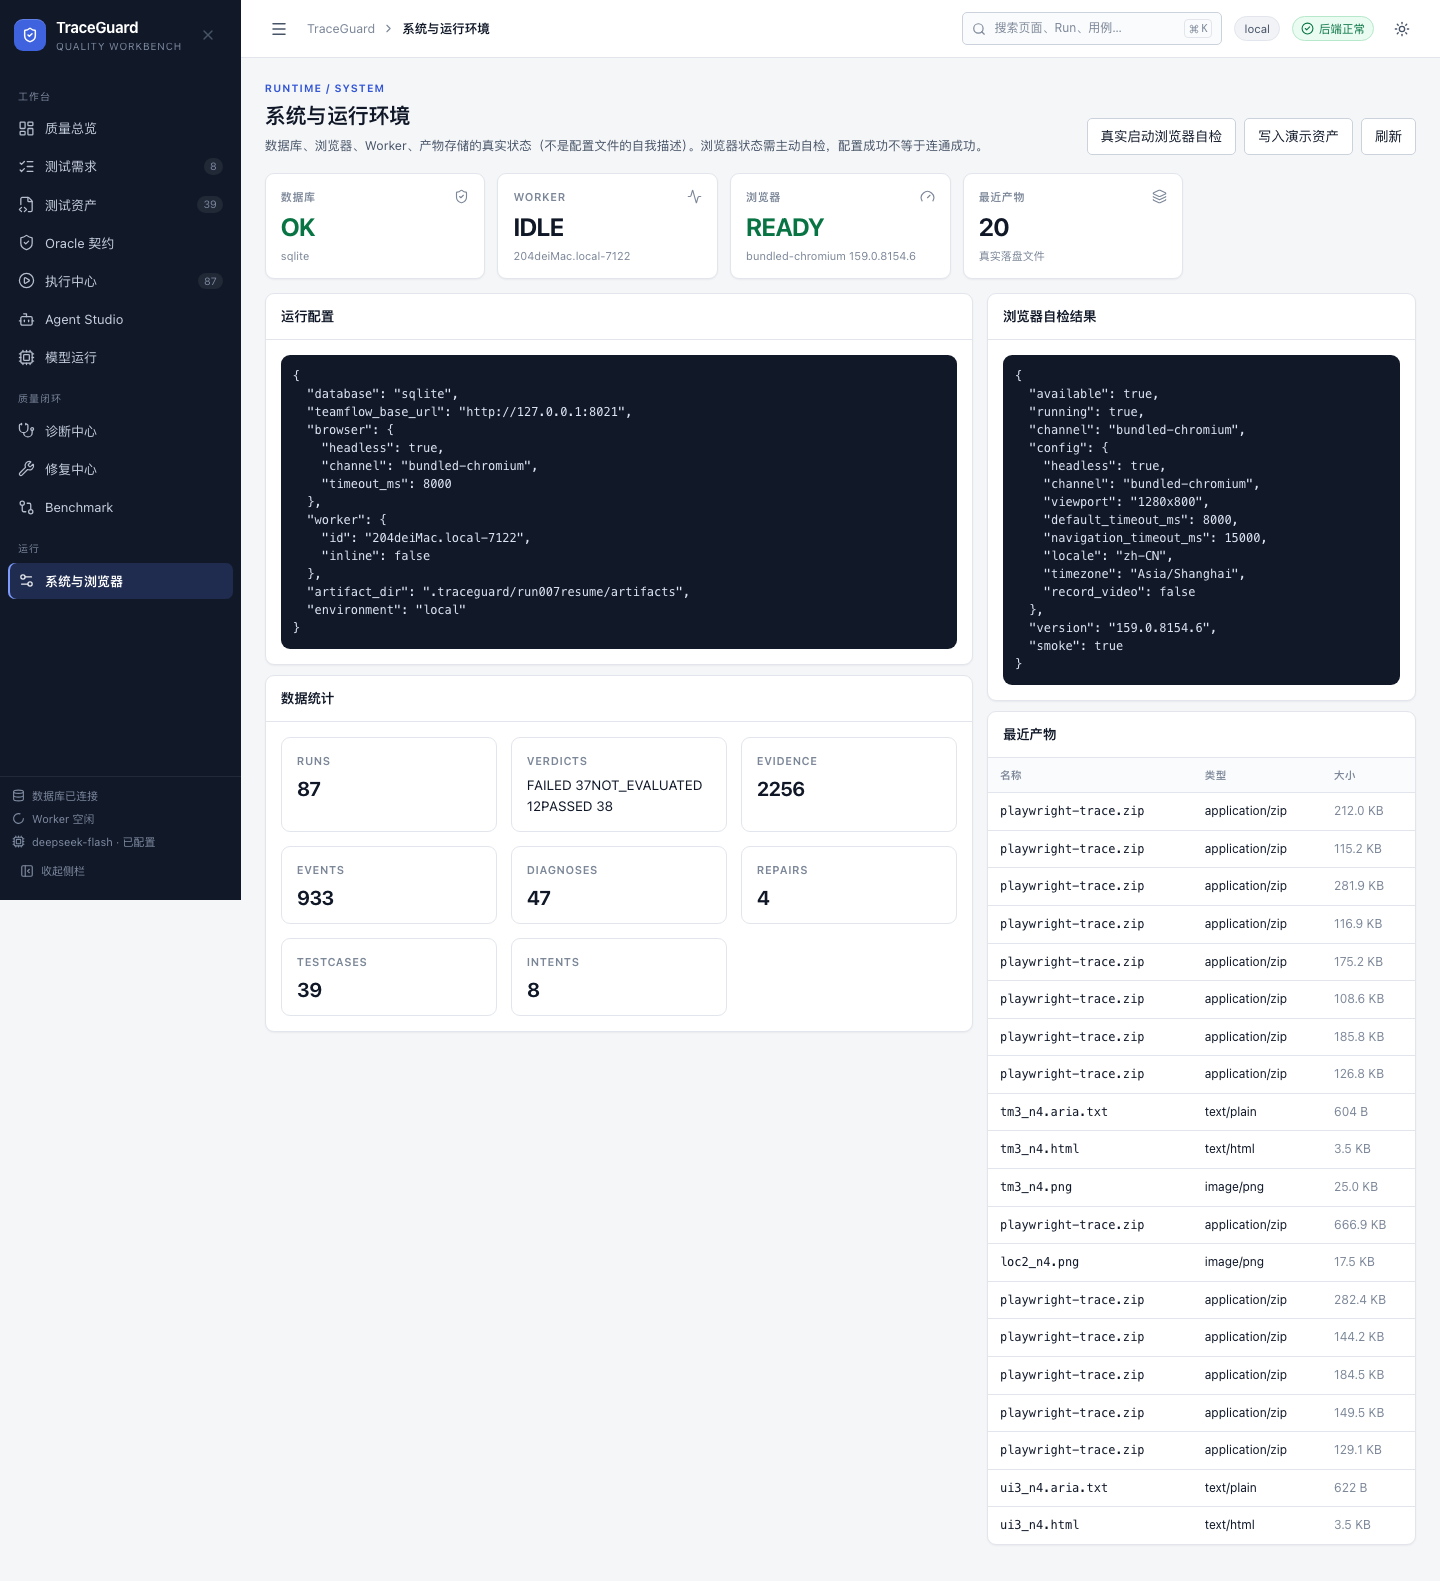 TraceGuard
QUALITY WORKBENCH
工作台
质量总览
测试需求 8
测试资产 39
Oracle 契约
执行中心 87
Agent Studio
模型运行
质量闭环
诊断中心
修复中心
Benchmark
运行
系统与浏览器
数据库已连接
Worker 空闲
deepseek-flash · 已配置
收起侧栏
TraceGuard > 系统与运行环境
搜索页面、Run、用例... ⌘K
local
后端正常
RUNTIME / SYSTEM
系统与运行环境
数据库、浏览器、Worker、产物存储的真实状态（不是配置文件的自我描述）。浏览器状态需主动自检，配置成功不等于连通成功。
真实启动浏览器自检
写入演示资产
刷新
数据库
OK
sqlite
WORKER
IDLE
204deiMac.local-7122
浏览器
READY
bundled-chromium 159.0.8154.6
最近产物
20
真实落盘文件
运行配置
{
"database": "sqlite",
"teamflow_base_url": "http://127.0.0.1:8021",
"browser": {
"headless": true,
"channel": "bundled-chromium",
"timeout_ms": 8000
},
"worker": {
"id": "204deiMac.local-7122",
"inline": false
},
"artifact_dir": ".traceguard/run007resume/artifacts",
"environment": "local"
}
数据统计
RUNS
87
VERDICTS
FAILED 37NOT_EVALUATED
12PASSED 38
EVIDENCE
2256
EVENTS
933
DIAGNOSES
47
REPAIRS
4
TESTCASES
39
INTENTS
8
浏览器自检结果
{
"available": true,
"running": true,
"channel": "bundled-chromium",
"config": {
"headless": true,
"channel": "bundled-chromium",
"viewport": "1280x800",
"default_timeout_ms": 8000,
"navigation_timeout_ms": 15000,
"locale": "zh-CN",
"timezone": "Asia/Shanghai",
"record_video": false
},
"version": "159.0.8154.6",
"smoke": true
}
最近产物
名称 类型 大小
playwright-trace.zip application/zip 212.0 KB
playwright-trace.zip application/zip 115.2 KB
playwright-trace.zip application/zip 281.9 KB
playwright-trace.zip application/zip 116.9 KB
playwright-trace.zip application/zip 175.2 KB
playwright-trace.zip application/zip 108.6 KB
playwright-trace.zip application/zip 185.8 KB
playwright-trace.zip application/zip 126.8 KB
tm3_n4.aria.txt text/plain 604 B
tm3_n4.html text/html 3.5 KB
tm3_n4.png image/png 25.0 KB
playwright-trace.zip application/zip 666.9 KB
loc2_n4.png image/png 17.5 KB
playwright-trace.zip application/zip 282.4 KB
playwright-trace.zip application/zip 144.2 KB
playwright-trace.zip application/zip 184.5 KB
playwright-trace.zip application/zip 149.5 KB
playwright-trace.zip application/zip 129.1 KB
ui3_n4.aria.txt text/plain 622 B
ui3_n4.html text/html 3.5 KB